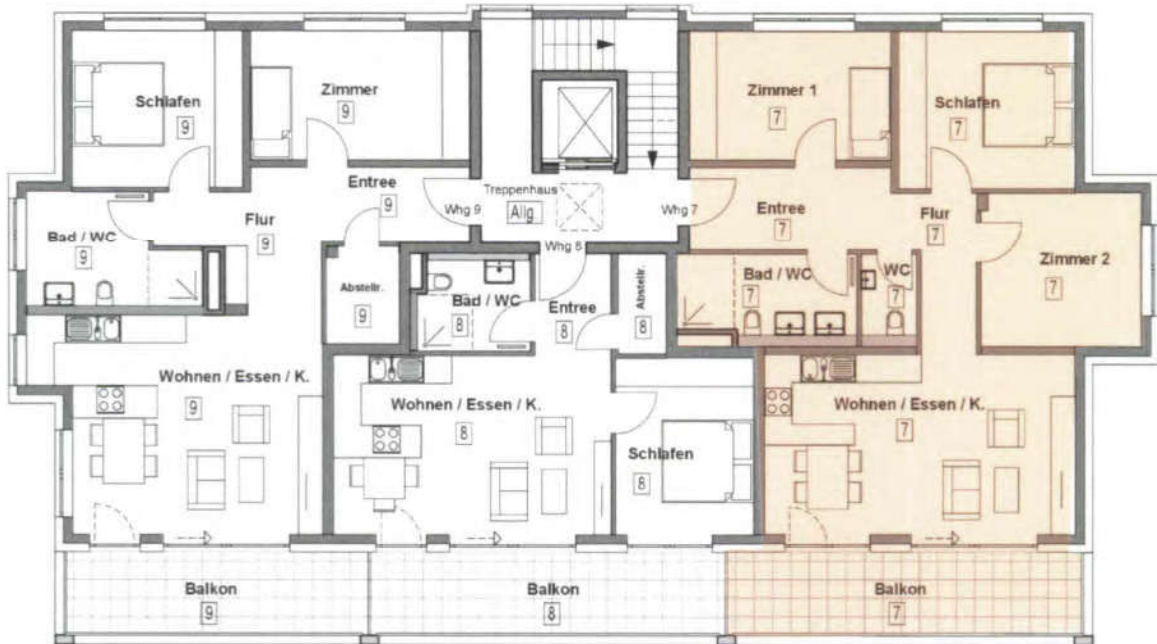 Schlafen
9
Zimmer
9
Zimmer 1
7
Schlafen
7
Entree
9
Treppenhaus
Allg.
Whg 9
Whg 7
Whg 8
Entree
7
Flur
7
Zimmer 2
7
Flur
9
Bad / WC
9
Abstellr.
9
Bad / WC
8
Entree
8
Abstellr.
8
Bad / WC
7
WC
7
Wohnen / Essen / K.
9
Wohnen / Essen / K.
8
Schlafen
8
Wohnen / Essen / K.
7
Balkon
9
Balkon
8
Balkon
7